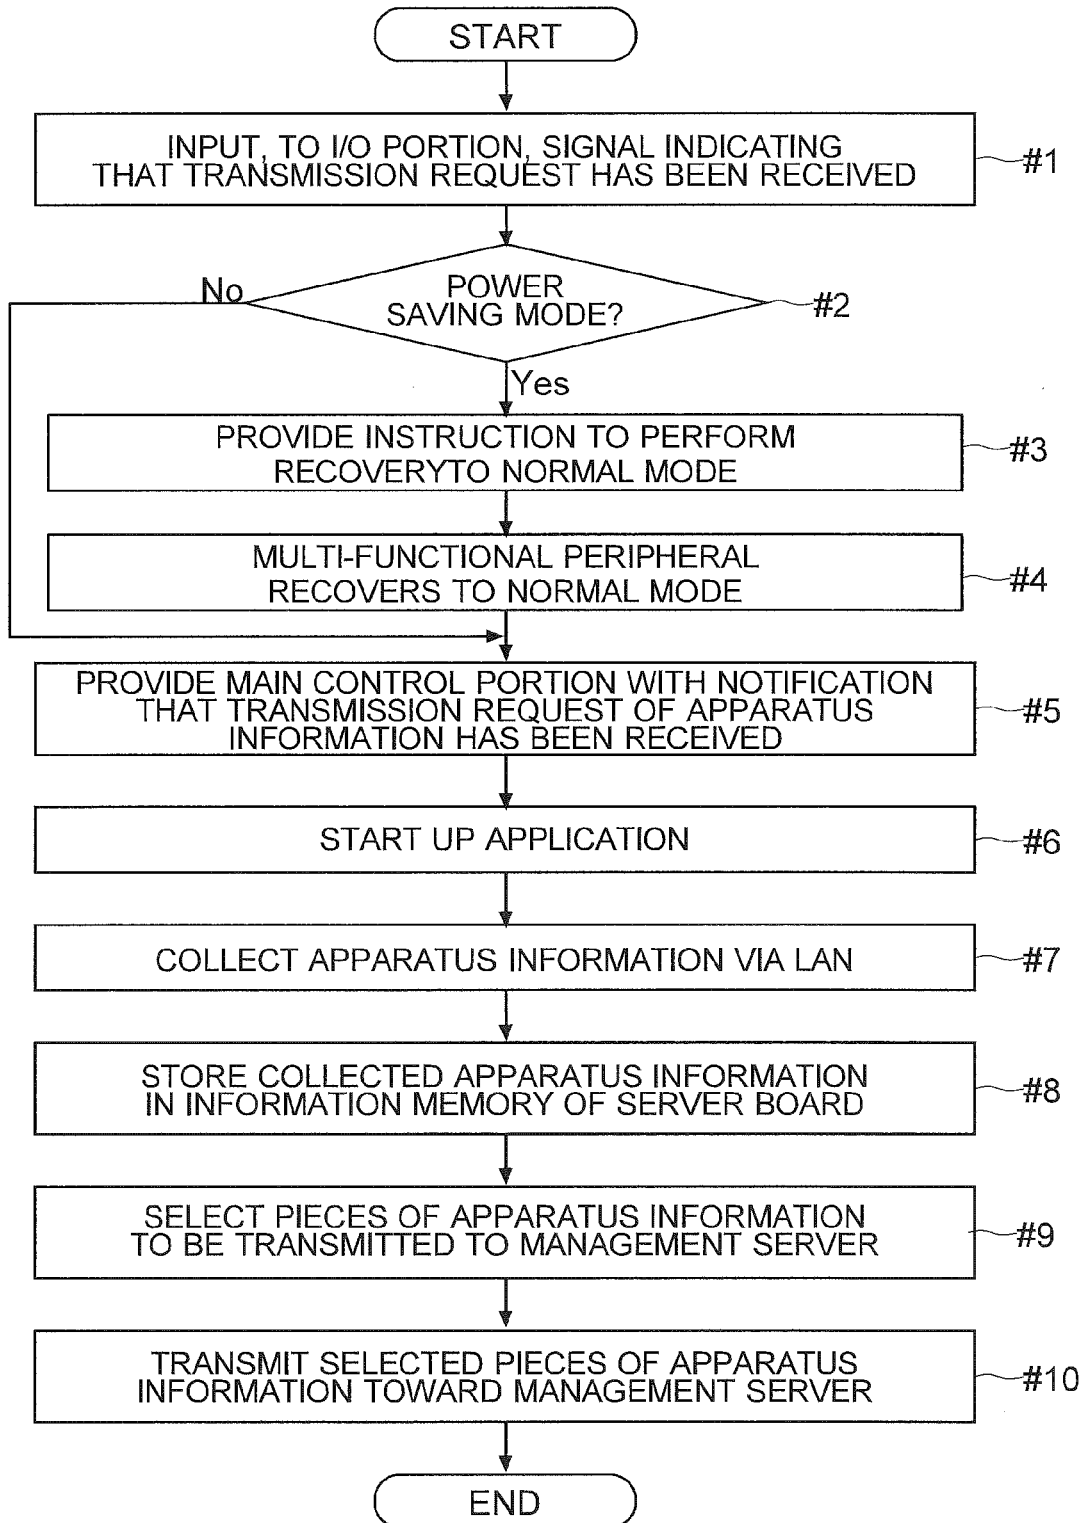 START
INPUT, TO I/O PORTION, SIGNAL INDICATING
THAT TRANSMISSION REQUEST HAS BEEN RECEIVED
#1
POWER
SAVING MODE?
#2
No
Yes
PROVIDE INSTRUCTION TO PERFORM
RECOVERYTO NORMAL MODE
#3
MULTI-FUNCTIONAL PERIPHERAL
RECOVERS TO NORMAL MODE
#4
PROVIDE MAIN CONTROL PORTION WITH NOTIFICATION
THAT TRANSMISSION REQUEST OF APPARATUS
INFORMATION HAS BEEN RECEIVED
#5
START UP APPLICATION
#6
COLLECT APPARATUS INFORMATION VIA LAN
#7
STORE COLLECTED APPARATUS INFORMATION
IN INFORMATION MEMORY OF SERVER BOARD
#8
SELECT PIECES OF APPARATUS INFORMATION
TO BE TRANSMITTED TO MANAGEMENT SERVER
#9
TRANSMIT SELECTED PIECES OF APPARATUS
INFORMATION TOWARD MANAGEMENT SERVER
#10
END